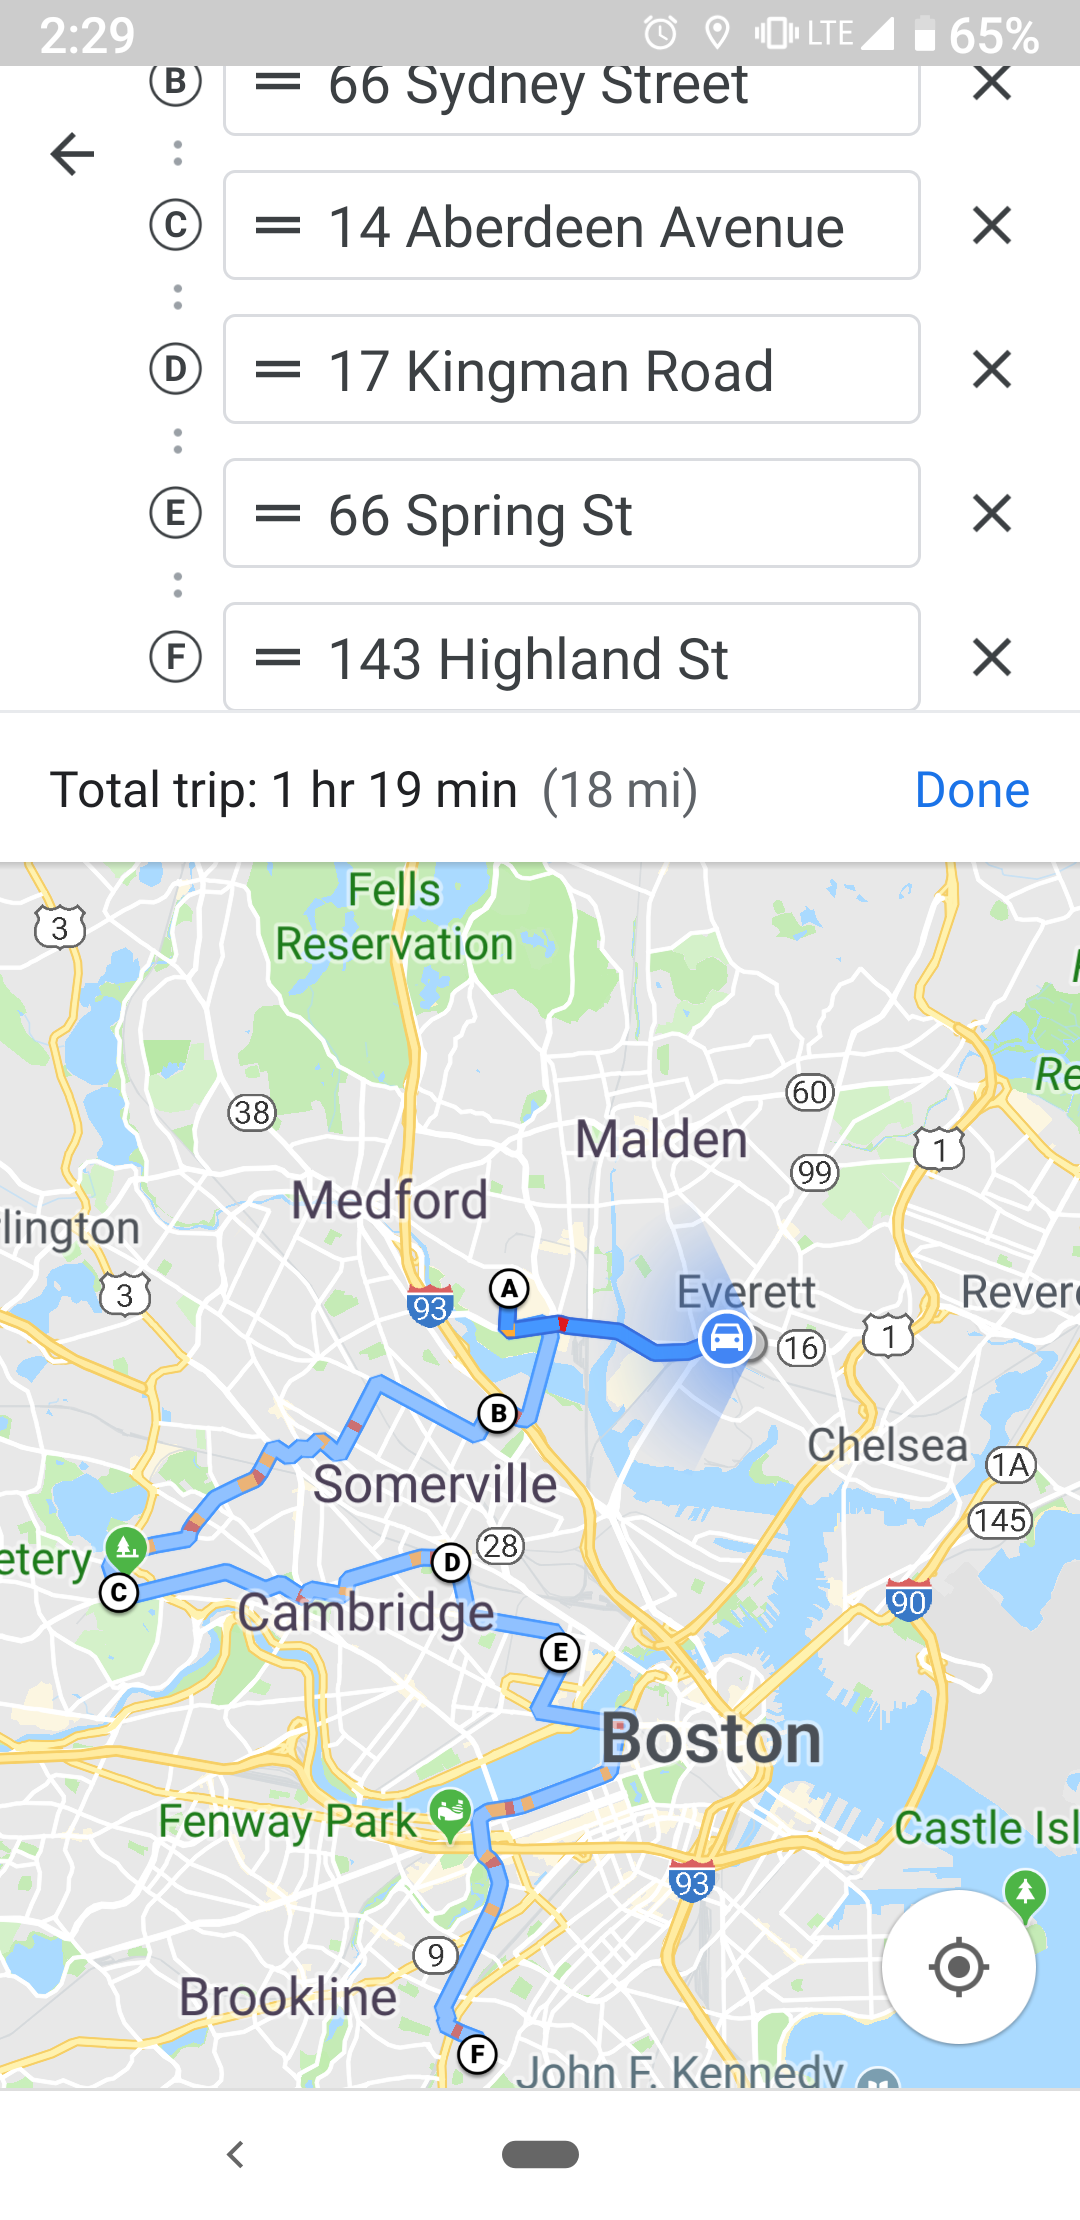 2:29 LTE 65%
B 66 Sydney Street
C 14 Aberdeen Avenue
D 17 Kingman Road
E 66 Spring St
F 143 Highland St
Total trip: 1 hr 19 min (18 mi) Done
Fells
Reservation
3
Re
60
38
Malden
1
99
Medford
lington
3
A
93
Everett
Revere
16
1
B
Chelsea
1A
Somerville
145
28
etery
D
C
90
Cambridge
E
Boston
Fenway Park
Castle Isl
93
9
Brookline
F
John F. Kennedy